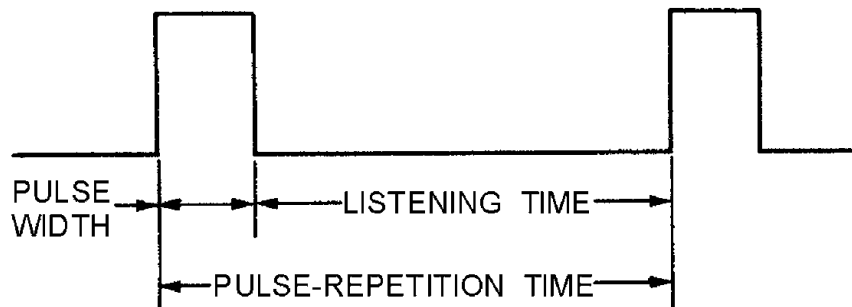 PULSE
WIDTH
LISTENING TIME
PULSE-REPETITION TIME